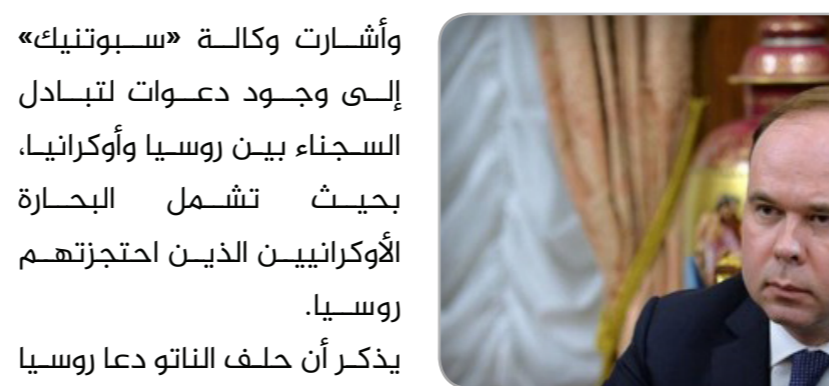 وأشارت وكالة «سبوتنيك»
إلى وجود دعوات لتبادل
السجناء بين روسيا وأوكرانيا،
بحيث تشمل البحارة
الأوكرانيين الذين احتجزتهم
روسيا.
يذكر أن حلف الناتو دعا روسيا